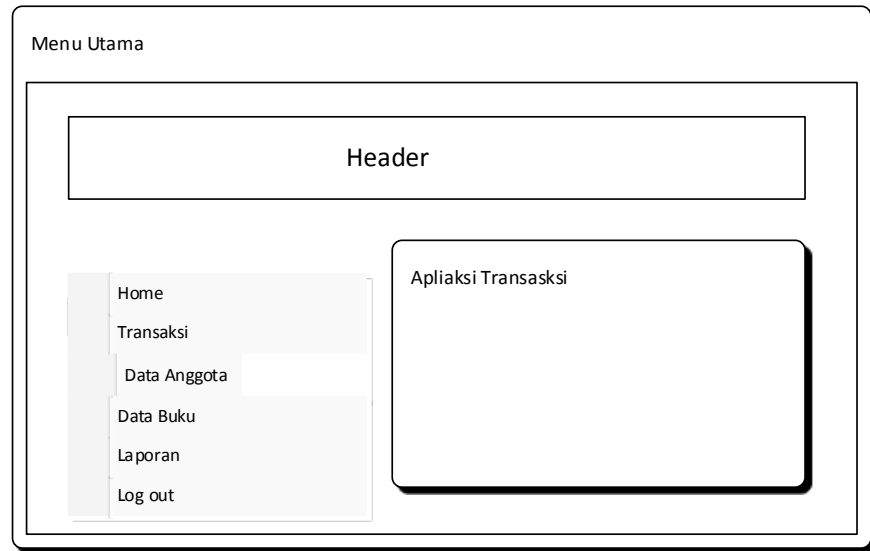 Menu Utama
Header
Home
Transaksi
Data Anggota
Data Buku
Laporan
Log out
Apliaksi Transasksi